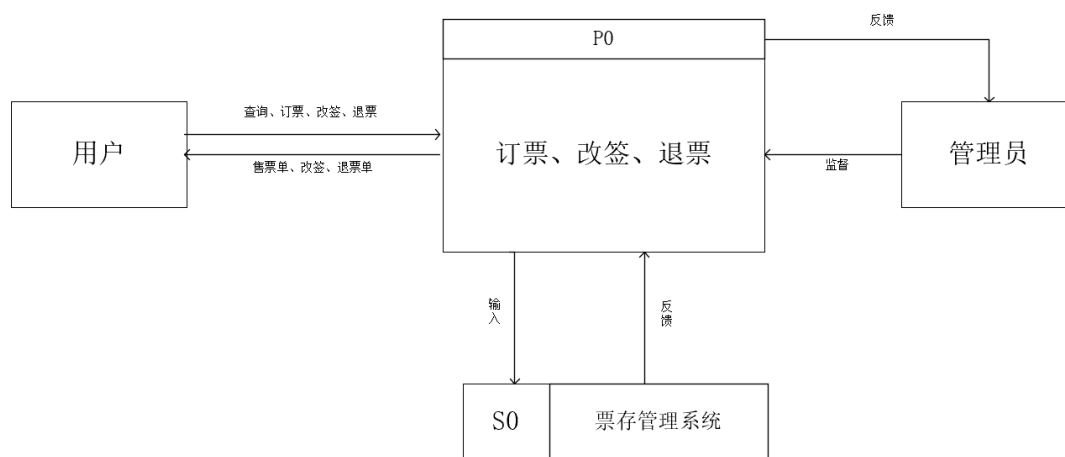 P0
反馈
查询、订票、改签、退票
用户
订票、改签、退票
管理员
售票单、改签、退票单
监督
输入
反馈
S0
票存管理系统